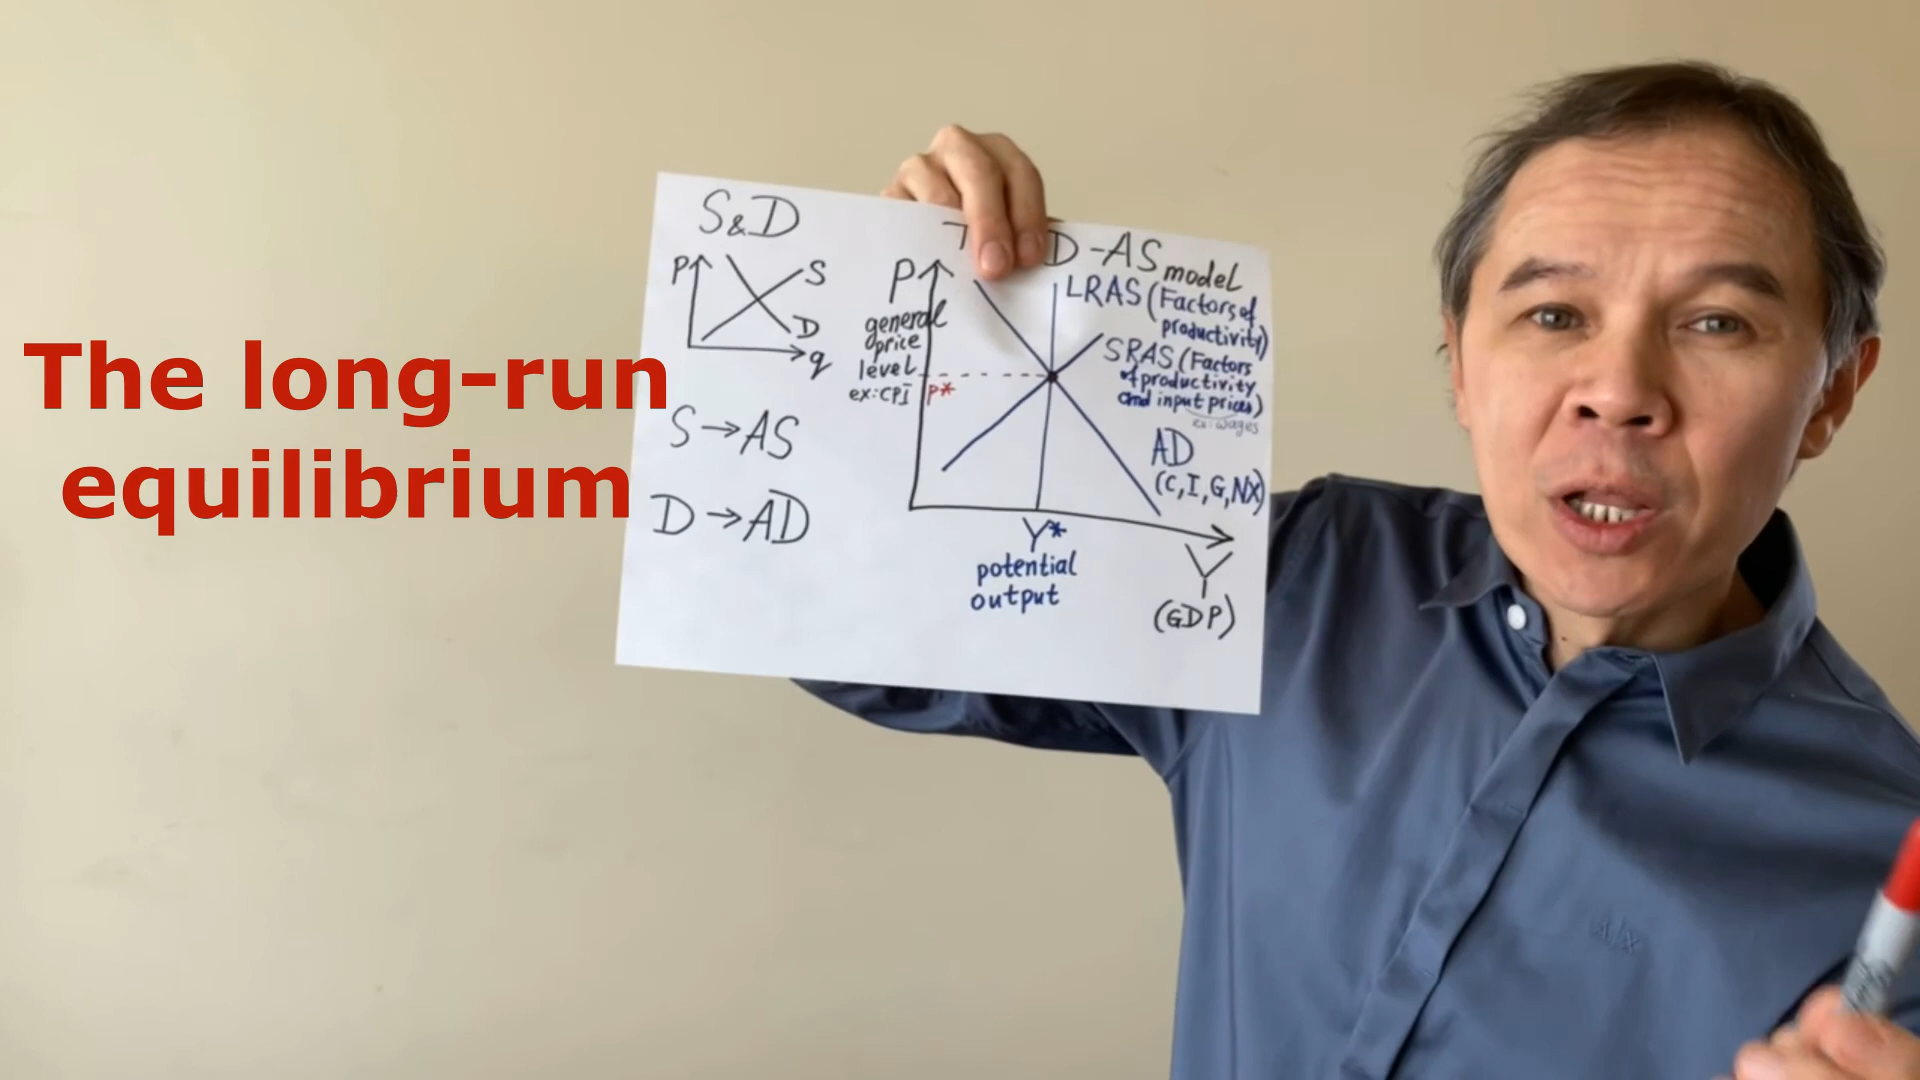 The long-run
equilibrium
S&D
P
S
D
q
S→AS
D→AD
D-AS model
P
general
price
level
ex:CPI
P*
LRAS (Factors of
productivity)
SRAS (Factors
of productivity
and input prices)
ex: wages
AD
(C,I,G,NX)
Y*
potential
output
Y
(GDP)
A|X